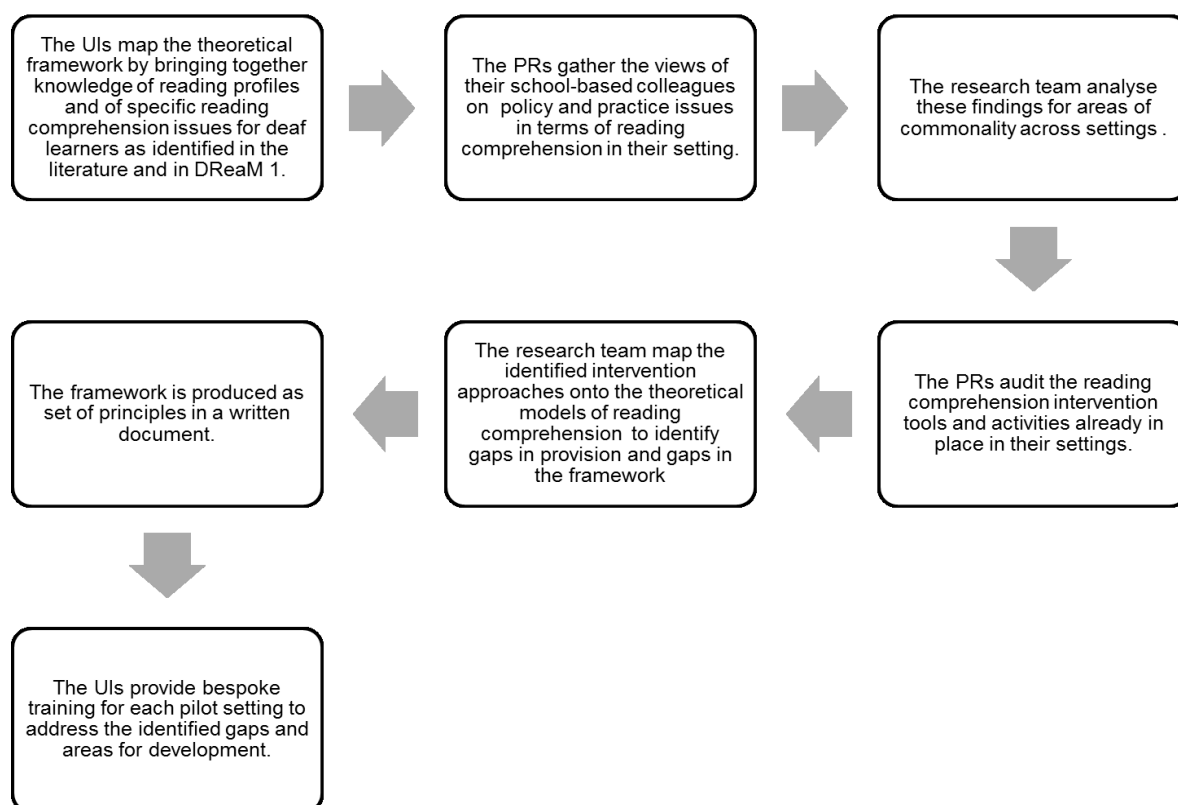 The UIs map the theoretical
framework by bringing together
knowledge of reading profiles
and of specific reading
comprehension issues for deaf
learners as identified in the
literature and in DReaM 1.
The PRs gather the views of
their school-based colleagues
on policy and practice issues
in terms of reading
comprehension in their setting.
The research team analyse
these findings for areas of
commonality across settings .
The PRs audit the reading
comprehension intervention
tools and activities already in
place in their settings.
The research team map the
identified intervention
approaches onto the theoretical
models of reading
comprehension to identify
gaps in provision and gaps in
the framework
The framework is produced as
set of principles in a written
document.
The UIs provide bespoke
training for each pilot setting to
address the identified gaps and
areas for development.